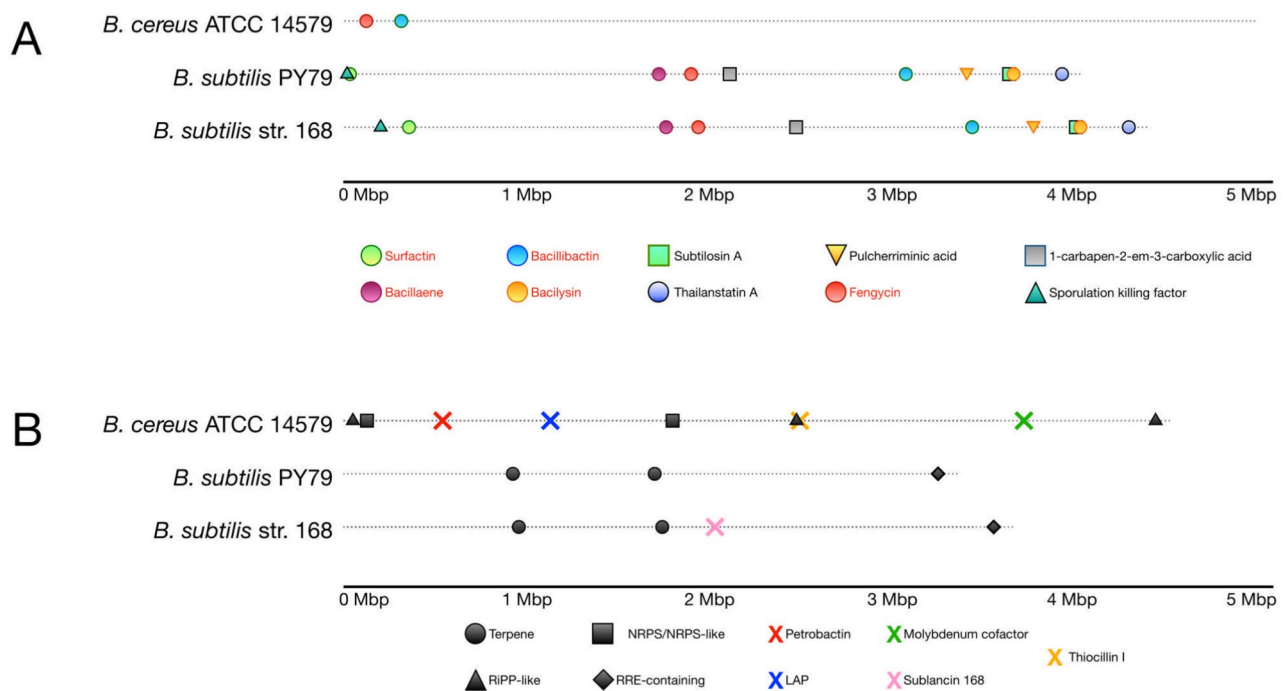 A
B. cereus ATCC 14579
B. subtilis PY79
B. subtilis str. 168
0 Mbp 1 Mbp 2 Mbp 3 Mbp 4 Mbp 5 Mbp
Surfactin Bacillibactin Subtilosin A Pulcherriminic acid 1-carbapen-2-em-3-carboxylic acid
Bacillaene Bacilysin Thailanstatin A Fengycin Sporulation killing factor
B
B. cereus ATCC 14579
B. subtilis PY79
B. subtilis str. 168
0 Mbp 1 Mbp 2 Mbp 3 Mbp 4 Mbp 5 Mbp
Terpene NRPS/NRPS-like Petrobactin Molybdenum cofactor
Thiocillin I
RiPP-like RRE-containing LAP Sublancin 168